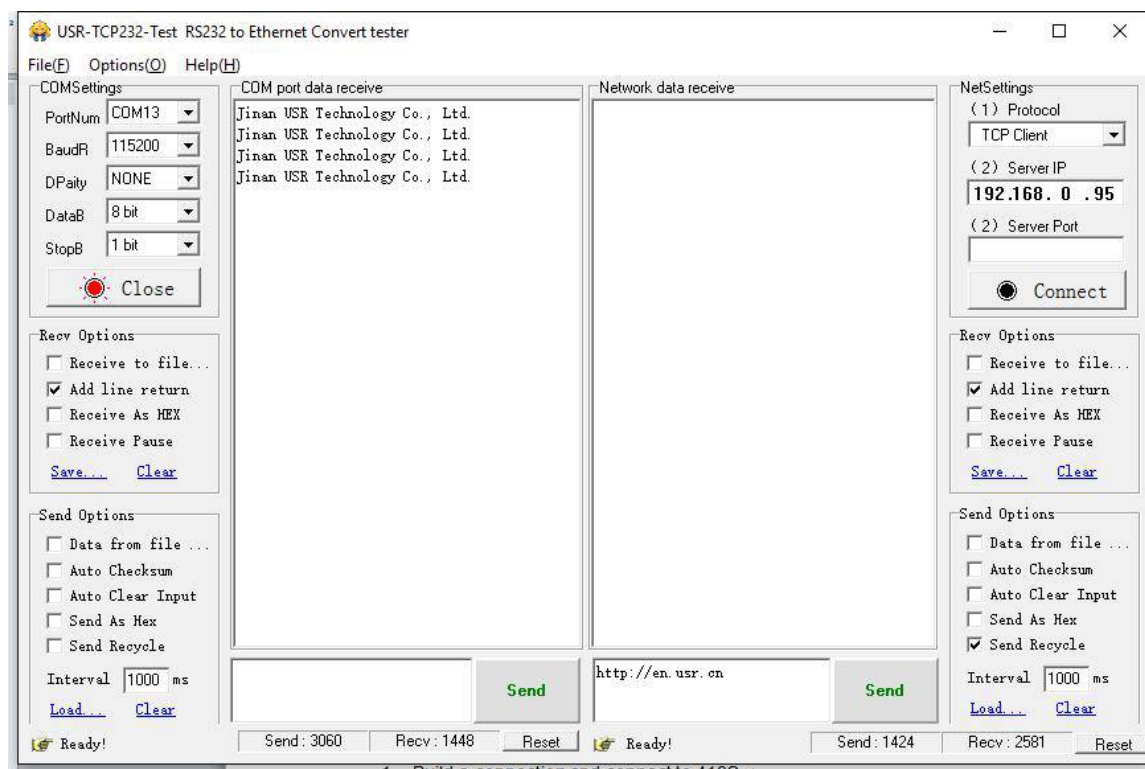 USR-TCP232-Test RS232 to Ethernet Convert tester
File(F) Options(O) Help(H)
COMSettings
PortNum COM13
BaudR 115200
DPaity NONE
DataB 8 bit
StopB 1 bit
Close
Recv Options
Receive to file...
Add line return
Receive As HEX
Receive Pause
Save... Clear
Send Options
Data from file ...
Auto Checksum
Auto Clear Input
Send As Hex
Send Recycle
Interval 1000 ms
Load... Clear
Ready!
COM port data receive
Jinan USR Technology Co., Ltd.
Jinan USR Technology Co., Ltd.
Jinan USR Technology Co., Ltd.
Jinan USR Technology Co., Ltd.
Send
Send : 3060 Recv : 1448 Reset
Network data receive
http://en.usr.cn
Send
Ready!
Send : 1424 Recv : 2581 Reset
NetSettings
(1) Protocol
TCP Client
(2) Server IP
192.168. 0 .95
(2) Server Port
Connect
Recv Options
Receive to file...
Add line return
Receive As HEX
Receive Pause
Save... Clear
Send Options
Data from file ...
Auto Checksum
Auto Clear Input
Send As Hex
Send Recycle
Interval 1000 ms
Load... Clear